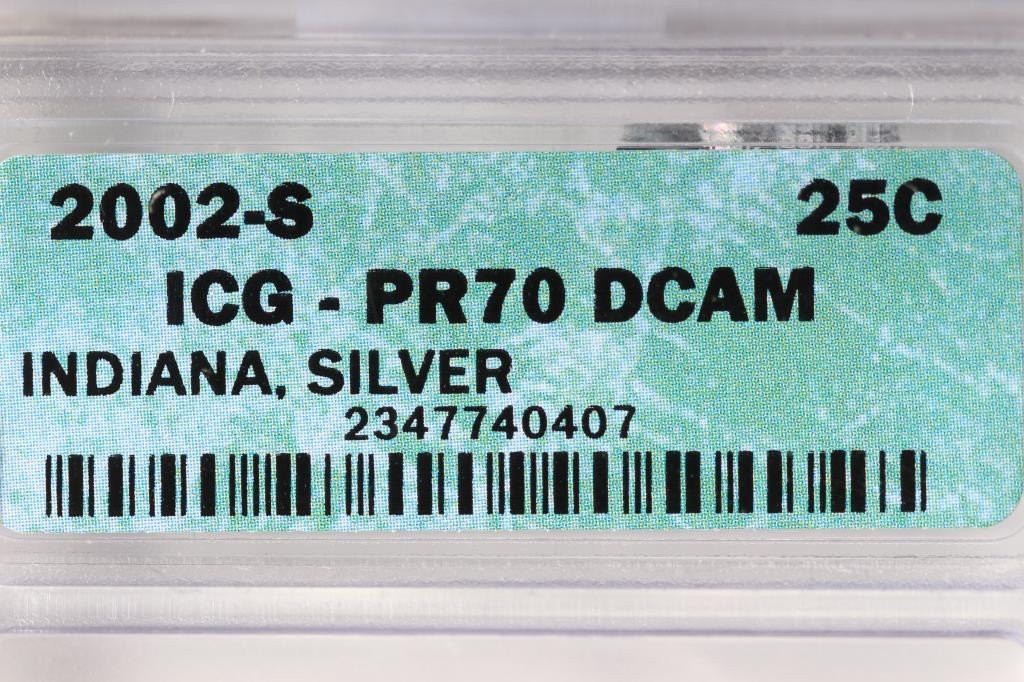 2002-S 25C
ICG - PR70 DCAM
INDIANA, SILVER
2347740407